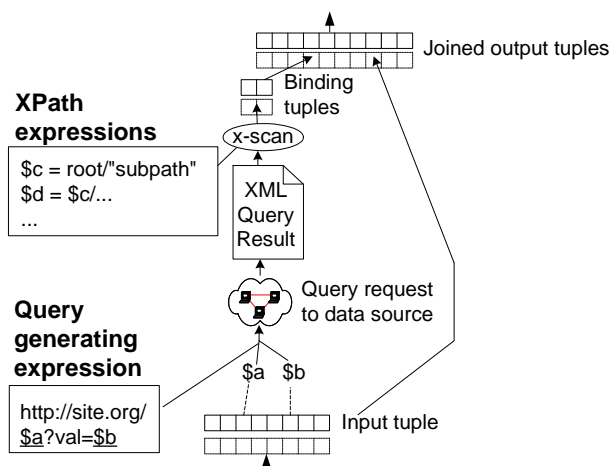 Joined output tuples
Binding
tuples
XPath
expressions
x-scan
$c = root/"subpath"
$d = $c/...
...
XML
Query
Result
Query request
to data source
Query
generating
expression
$a $b
http://site.org/
$a?val=$b
Input tuple